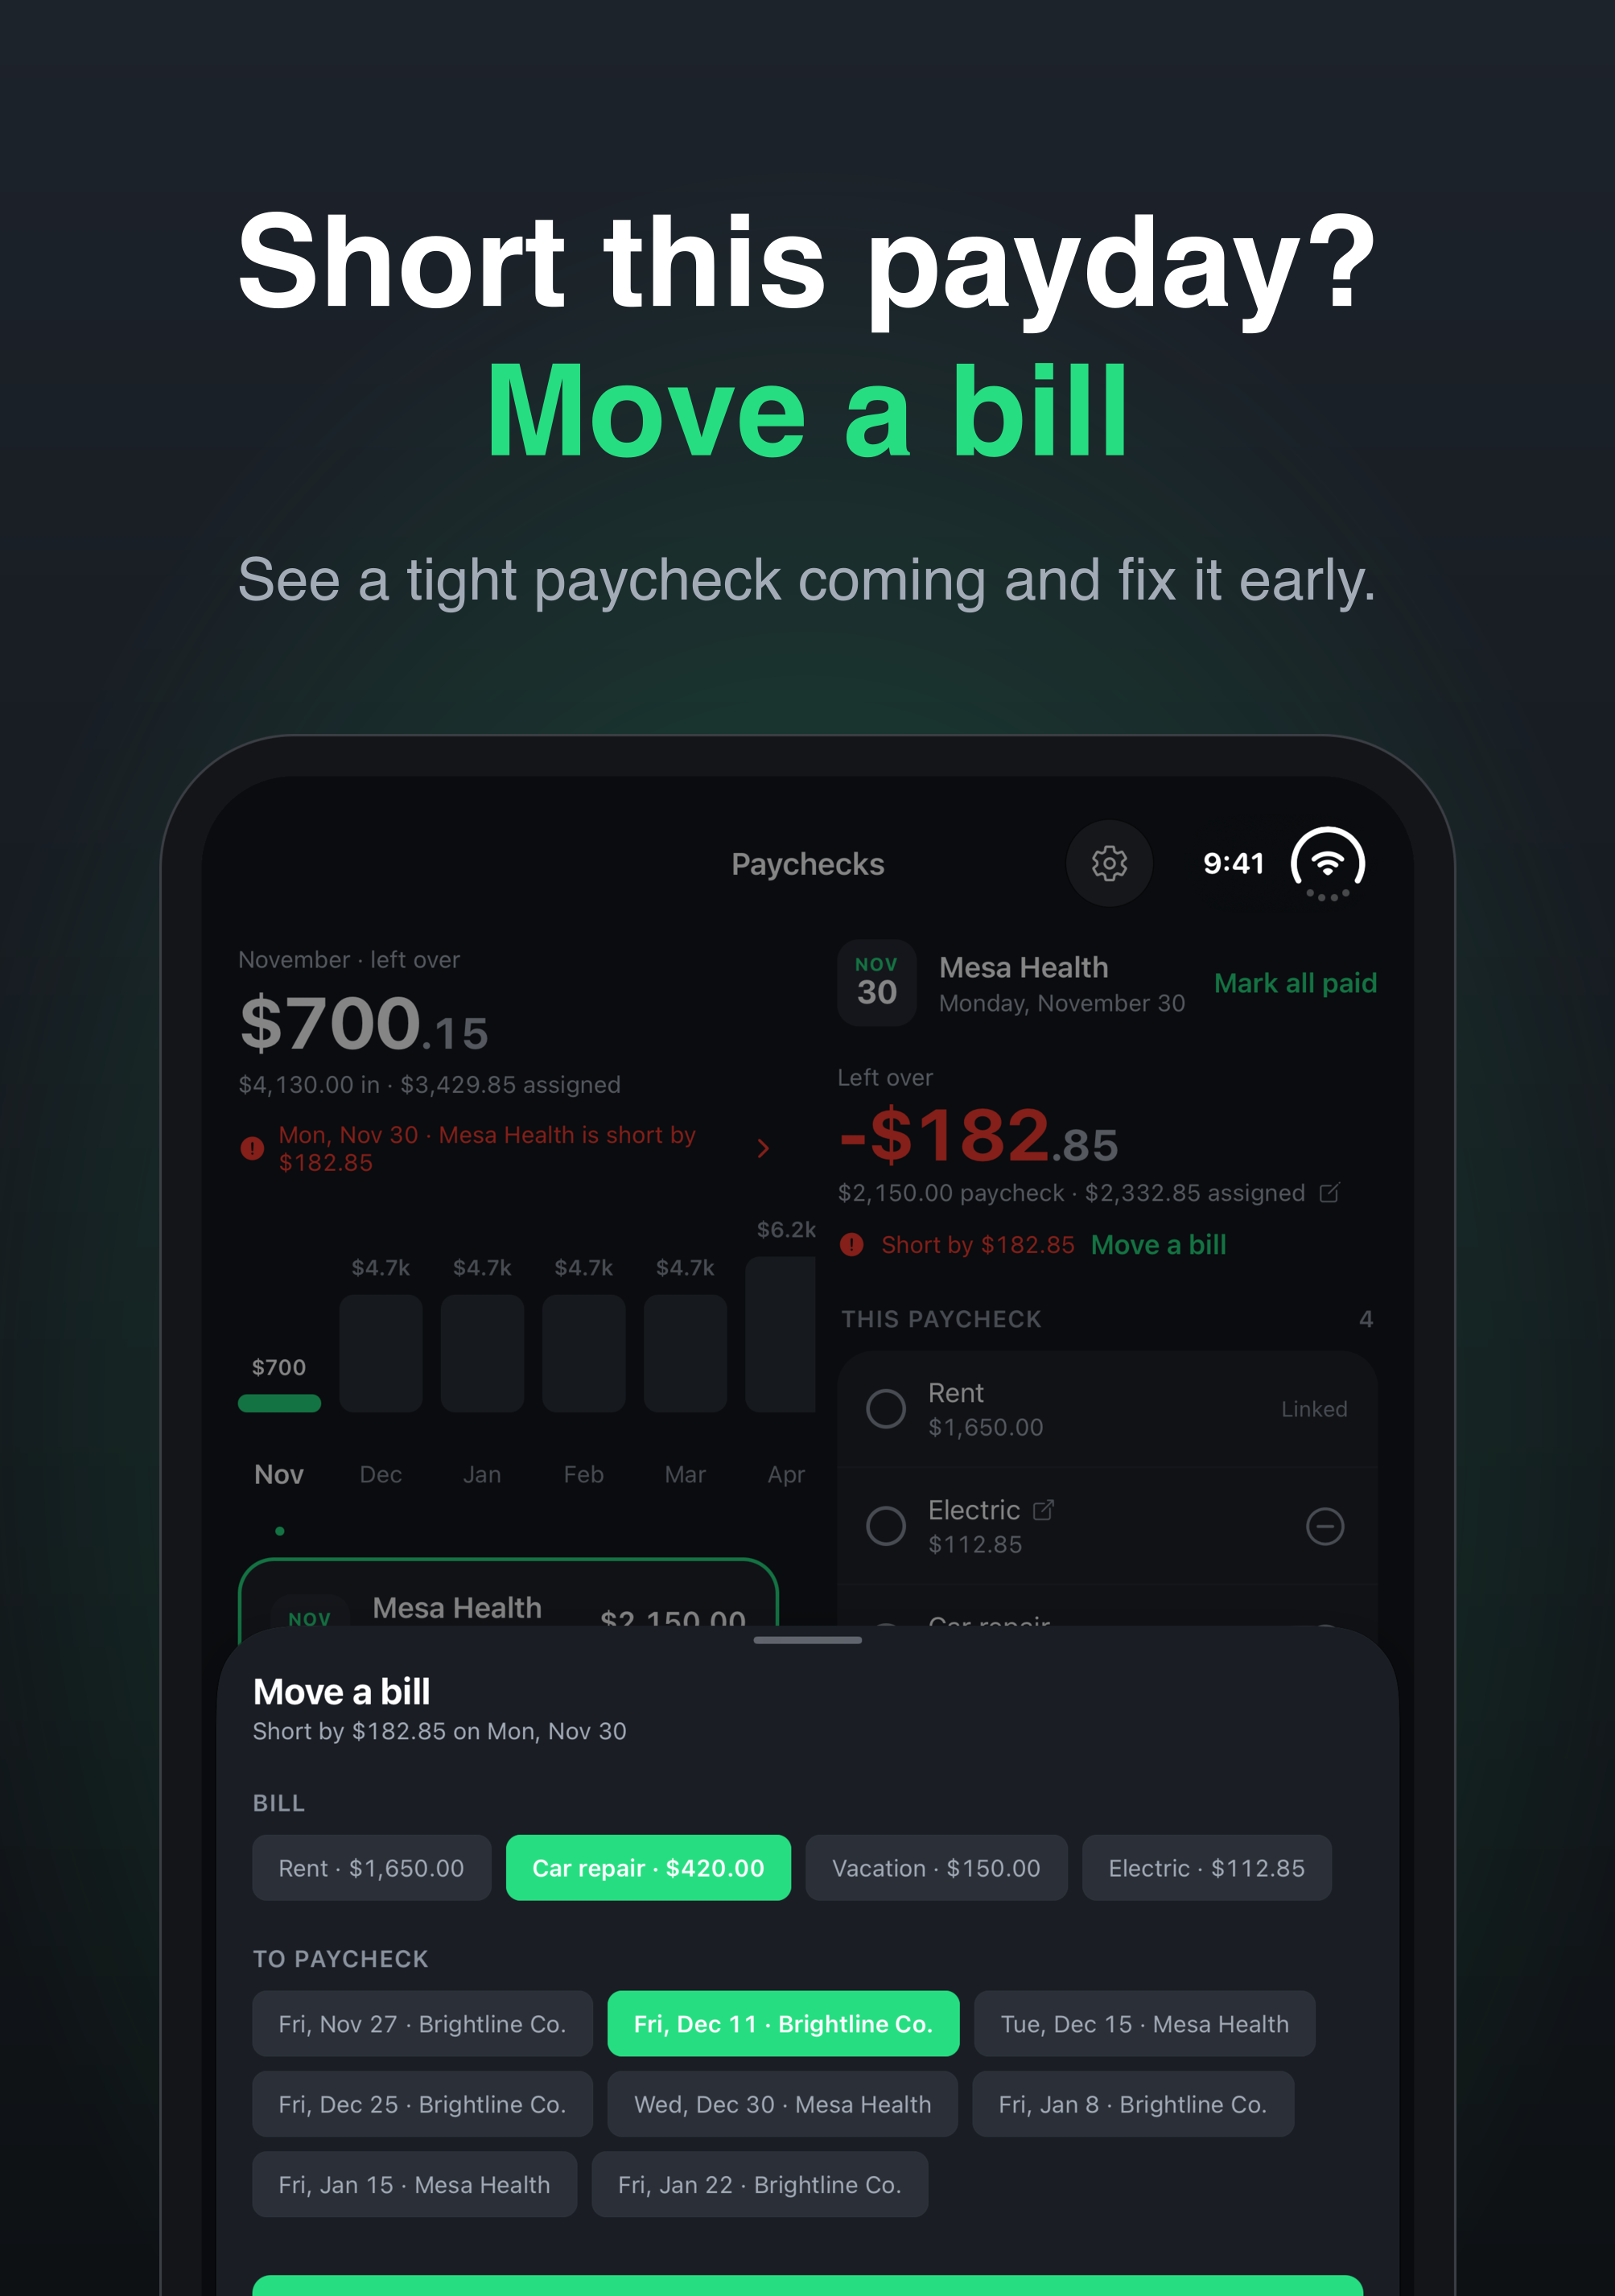 Short this payday?
Move a bill
See a tight paycheck coming and fix it early.
Paychecks
9:41
November · left over
$700.15
$4,130.00 in · $3,429.85 assigned
Mon, Nov 30 · Mesa Health is short by
$182.85
$700
$4.7k
$4.7k
$4.7k
$4.7k
$6.2k
Nov
Dec
Jan
Feb
Mar
Apr
NOV
Mesa Health
$2,150.00
NOV
30
Mesa Health
Monday, November 30
Mark all paid
Left over
-$182.85
$2,150.00 paycheck · $2,332.85 assigned
Short by $182.85 Move a bill
THIS PAYCHECK 4
Rent
$1,650.00
Linked
Electric
$112.85
Car repair
Move a bill
Short by $182.85 on Mon, Nov 30
BILL
Rent · $1,650.00
Car repair · $420.00
Vacation · $150.00
Electric · $112.85
TO PAYCHECK
Fri, Nov 27 · Brightline Co.
Fri, Dec 11 · Brightline Co.
Tue, Dec 15 · Mesa Health
Fri, Dec 25 · Brightline Co.
Wed, Dec 30 · Mesa Health
Fri, Jan 8 · Brightline Co.
Fri, Jan 15 · Mesa Health
Fri, Jan 22 · Brightline Co.